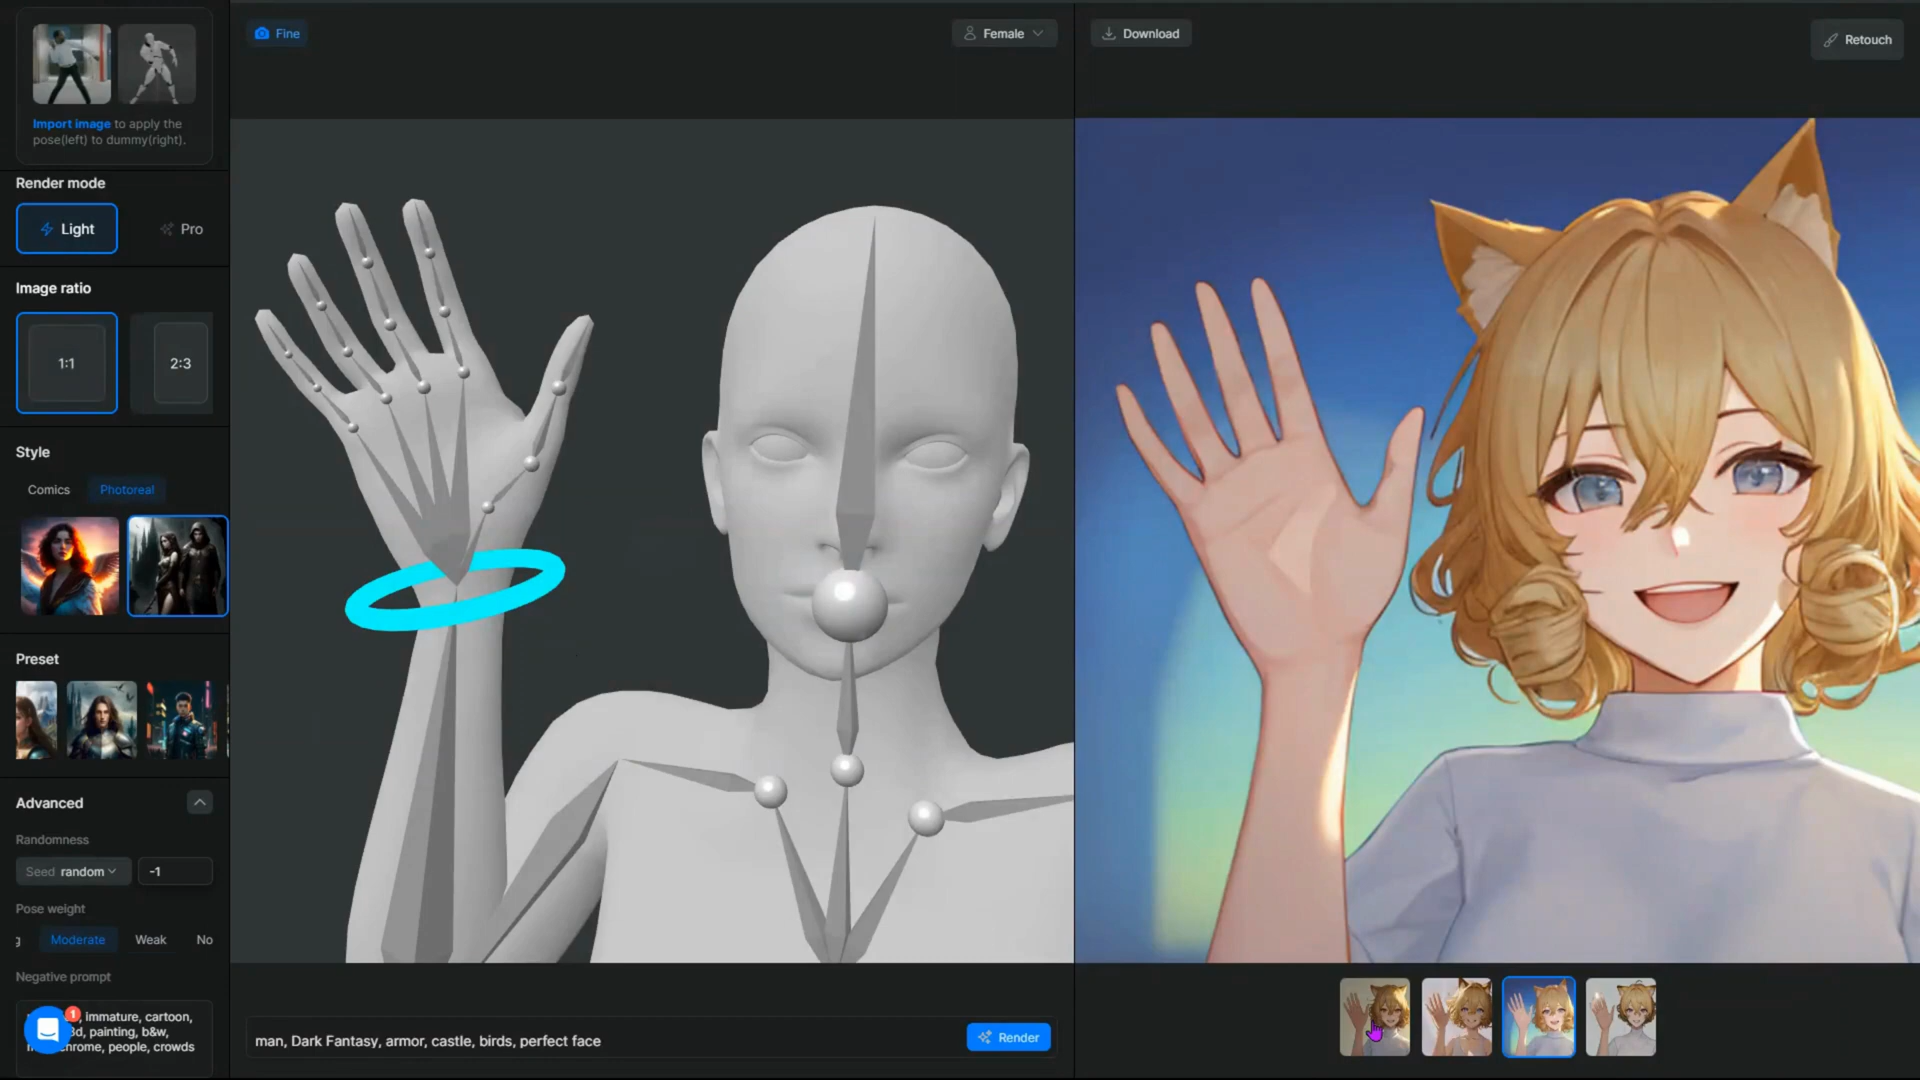 Import image to apply the
pose(left) to dummy(right).
Render mode
Light
Pro
Image ratio
1:1
2:3
Style
Comics
Photoreal
Preset
Advanced
Randomness
Seed random
-1
Pose weight
Moderate
Weak
No
Negative prompt
immature, cartoon,
3d, painting, b&w,
people, crowds
1
Fine
Female
man, Dark Fantasy, armor, castle, birds, perfect face
Render
Download
Retouch